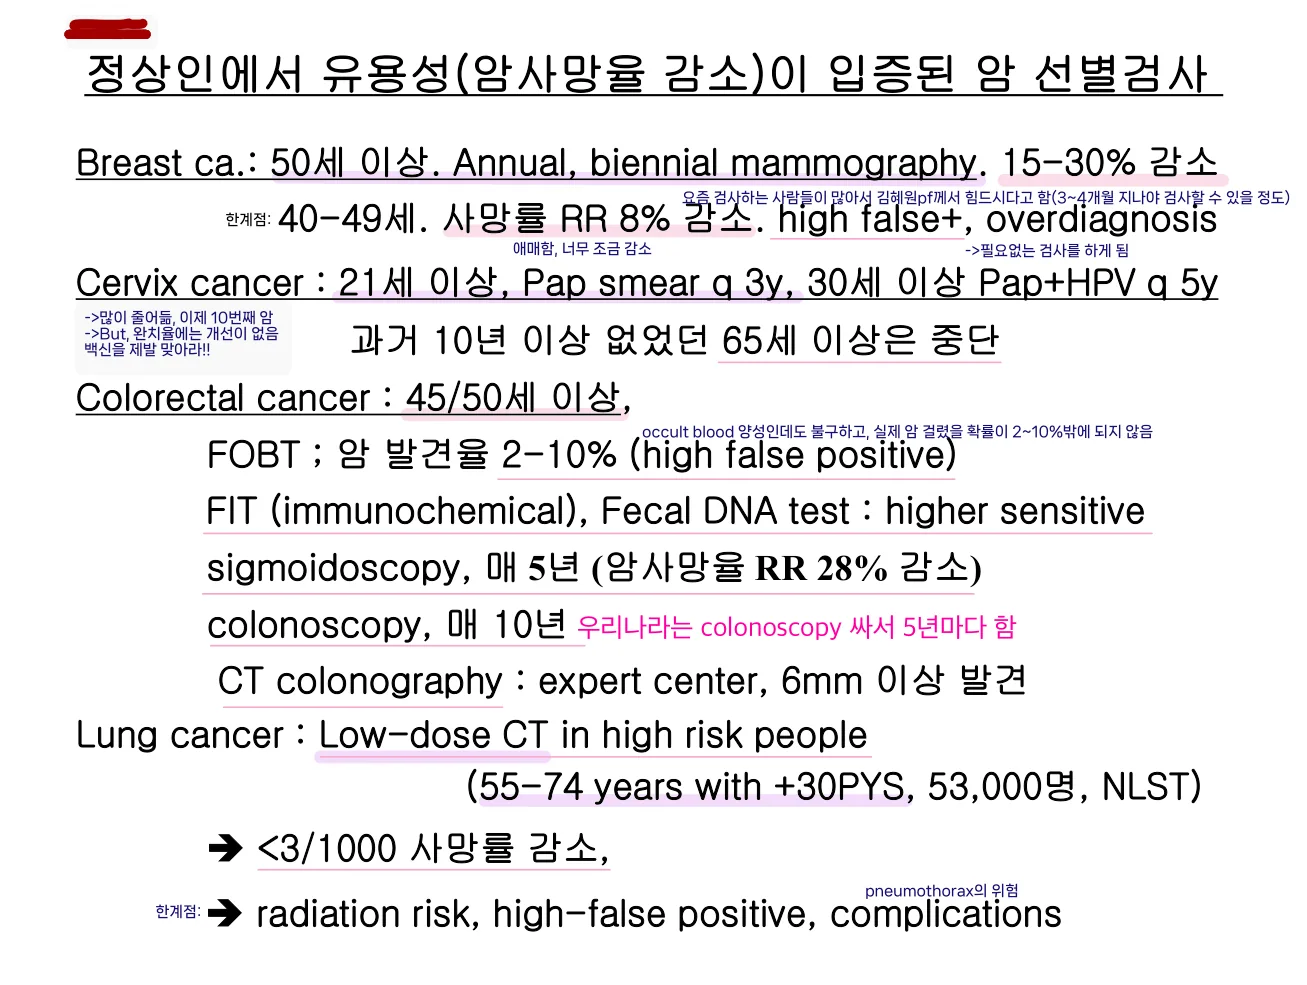 정상인에서 유용성(암사망율 감소)이 입증된 암 선별검사
Breast ca.: 50세 이상. Annual, biennial mammography. 15-30% 감소
요즘 검사하는 사람들이 많아서 김혜원pf께서 힘드시다고 함(3~4개월 지나야 검사할 수 있을 정도)
한계점: 40-49세. 사망률 RR 8% 감소. high false+, overdiagnosis
애매함, 너무 조금 감소
->필요없는 검사를 하게 됨
Cervix cancer : 21세 이상, Pap smear q 3y, 30세 이상 Pap+HPV q 5y
->많이 줄어듦, 이제 10번째 암
->But, 완치율에는 개선이 없음
백신을 제발 맞아라!!
과거 10년 이상 없었던 65세 이상은 중단
Colorectal cancer : 45/50세 이상,
occult blood 양성인데도 불구하고, 실제 암 걸렸을 확률이 2~10%밖에 되지 않음
FOBT ; 암 발견율 2-10% (high false positive)
FIT (immunochemical), Fecal DNA test : higher sensitive
sigmoidoscopy, 매 5년 (암사망율 RR 28% 감소)
colonoscopy, 매 10년 우리나라는 colonoscopy 싸서 5년마다 함
CT colonography : expert center, 6mm 이상 발견
Lung cancer : Low-dose CT in high risk people
(55-74 years with +30PYS, 53,000명, NLST)
➔ <3/1000 사망률 감소,
pneumothorax의 위험
한계점: ➔ radiation risk, high-false positive, complications